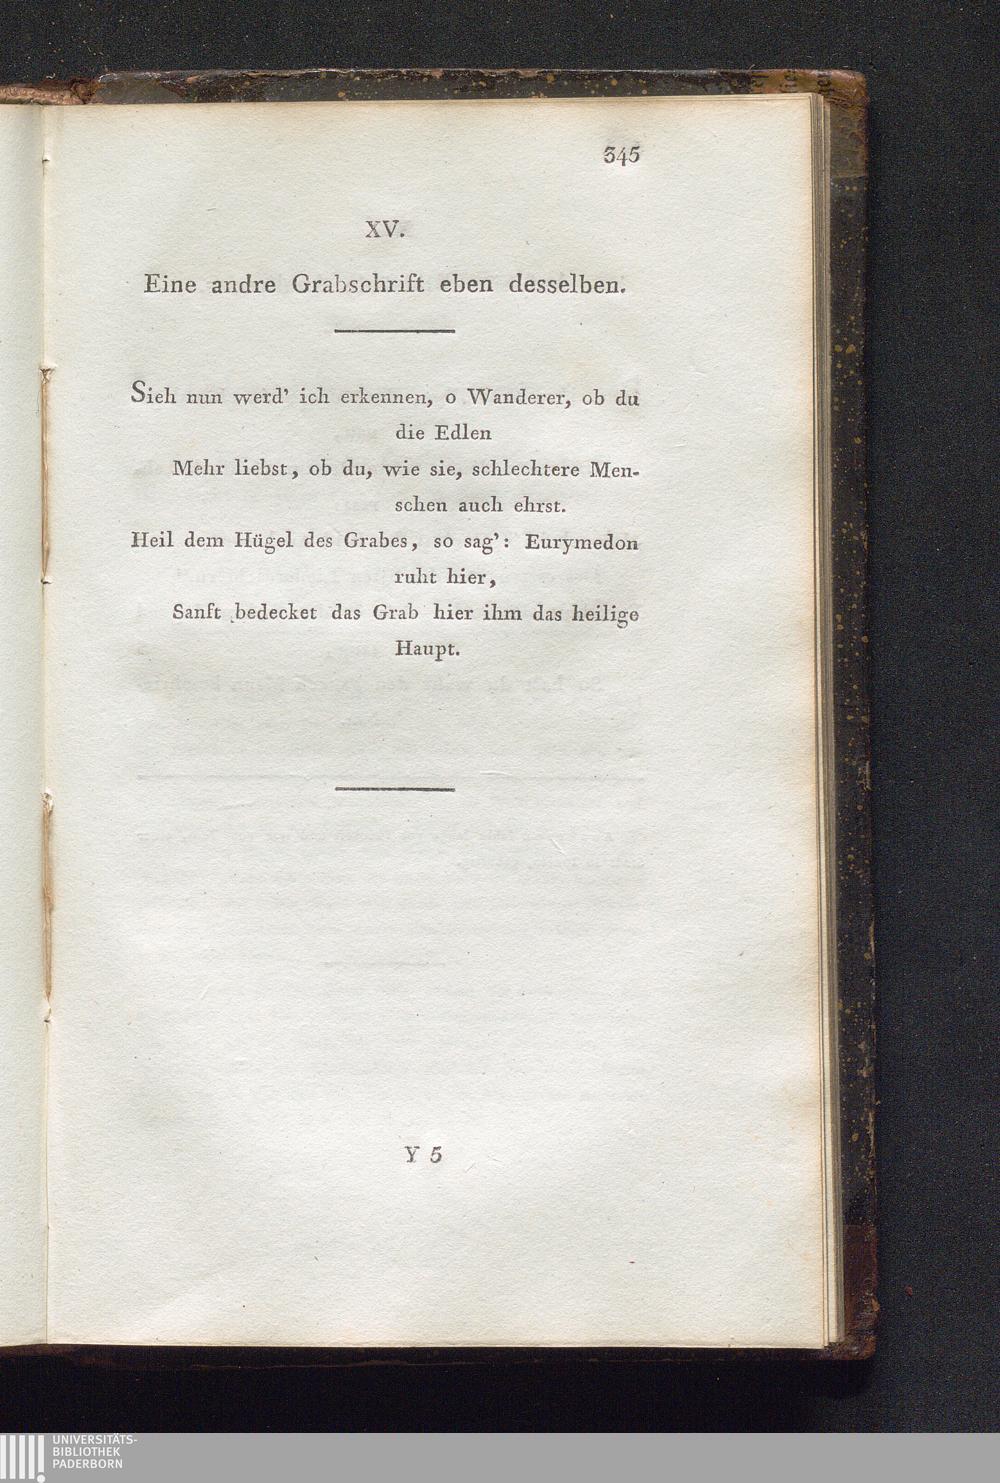 345
XV.
Eine andre Grabschrift eben desselben.
Sieh nun werd' ich erkennen, o Wanderer, ob du
die Edlen
Mehr liebst, ob du, wie sie, schlechtere Men-
schen auch ehrst.
Heil dem Hügel des Grabes, so sag': Eurymedon
ruht hier,
Sanft bedecket das Grab hier ihm das heilige
Haupt.
Y 5
UNIVERSITÄTS-
BIBLIOTHEK
PADERBORN